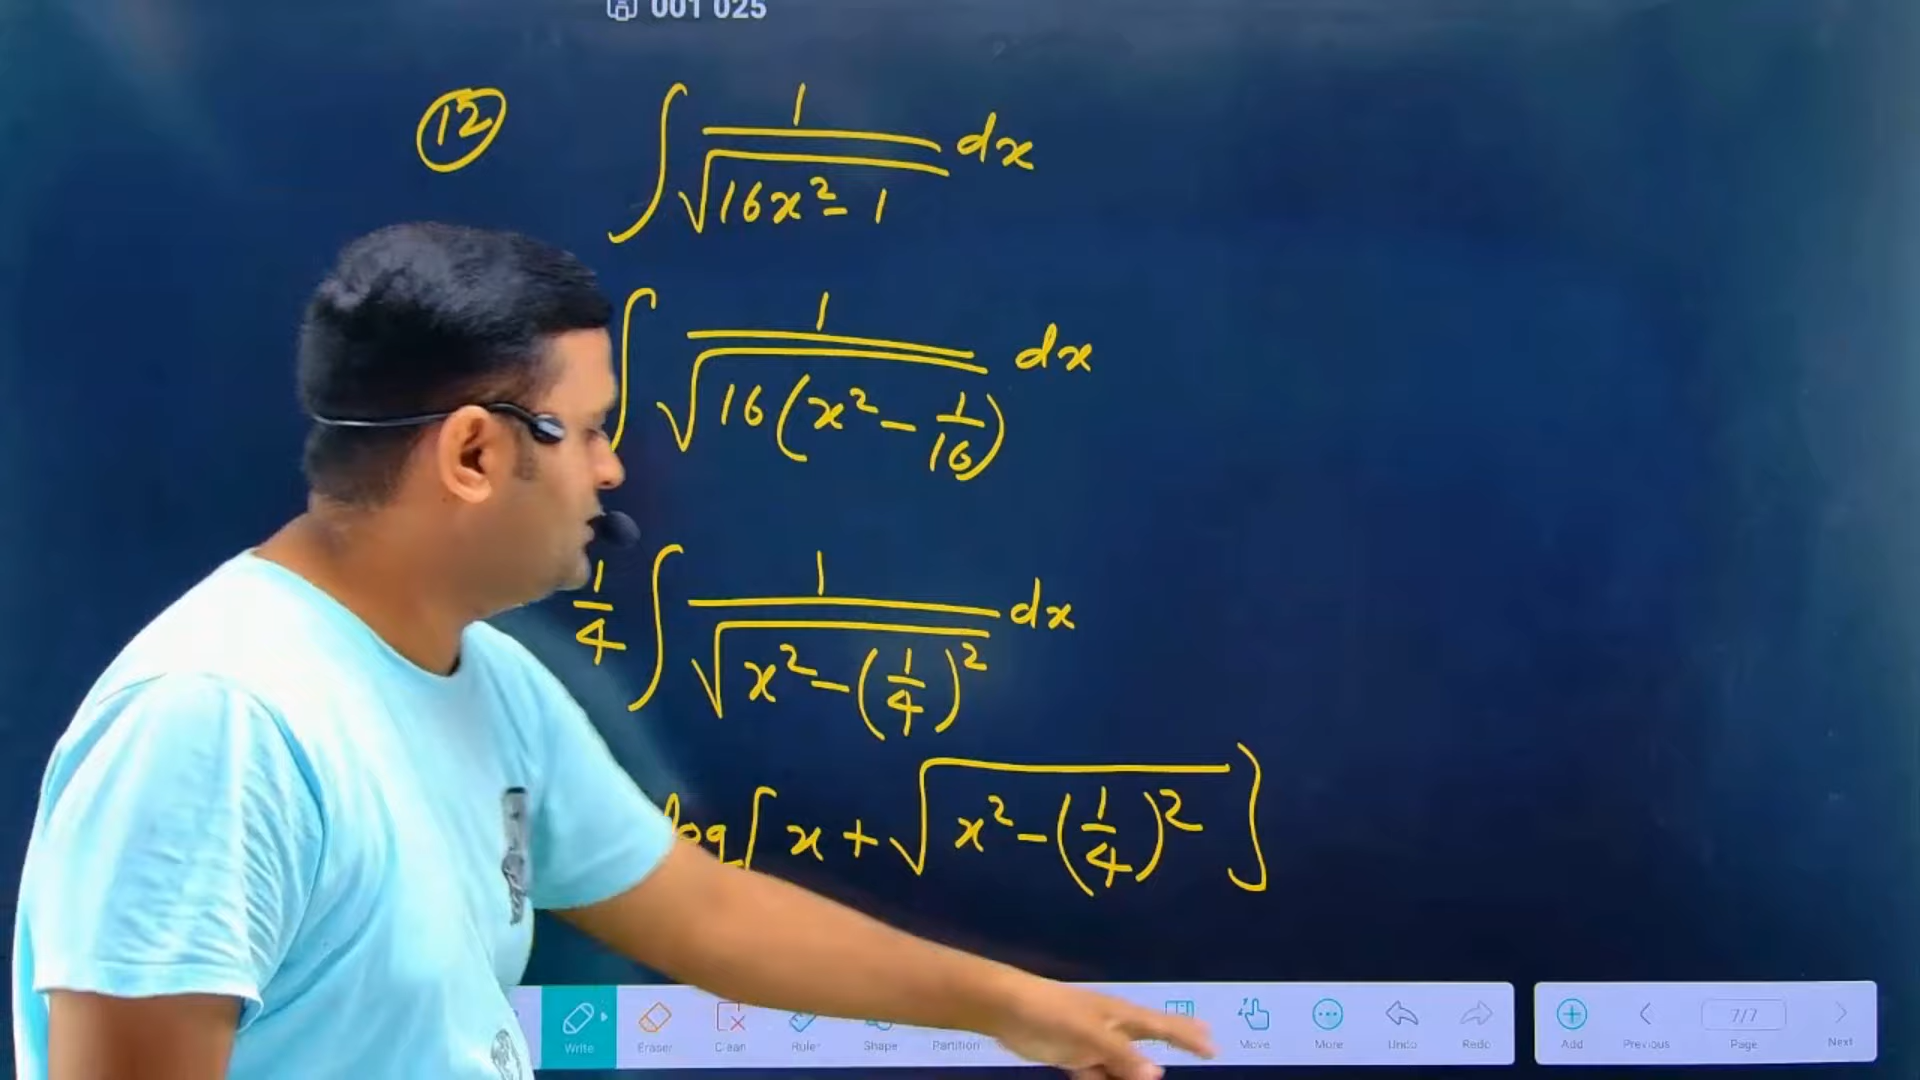 001 025
12 ∫ 1/√(16x² - 1) dx
∫ 1/√(16(x² - 1/16)) dx
1/4 ∫ 1/√(x² - (1/4)²) dx
log[x + √(x² - (1/4)²)]
Write Eraser Clean Ruler Shape Partition Move More Undo Redo Add Previous 7/7 Page Next